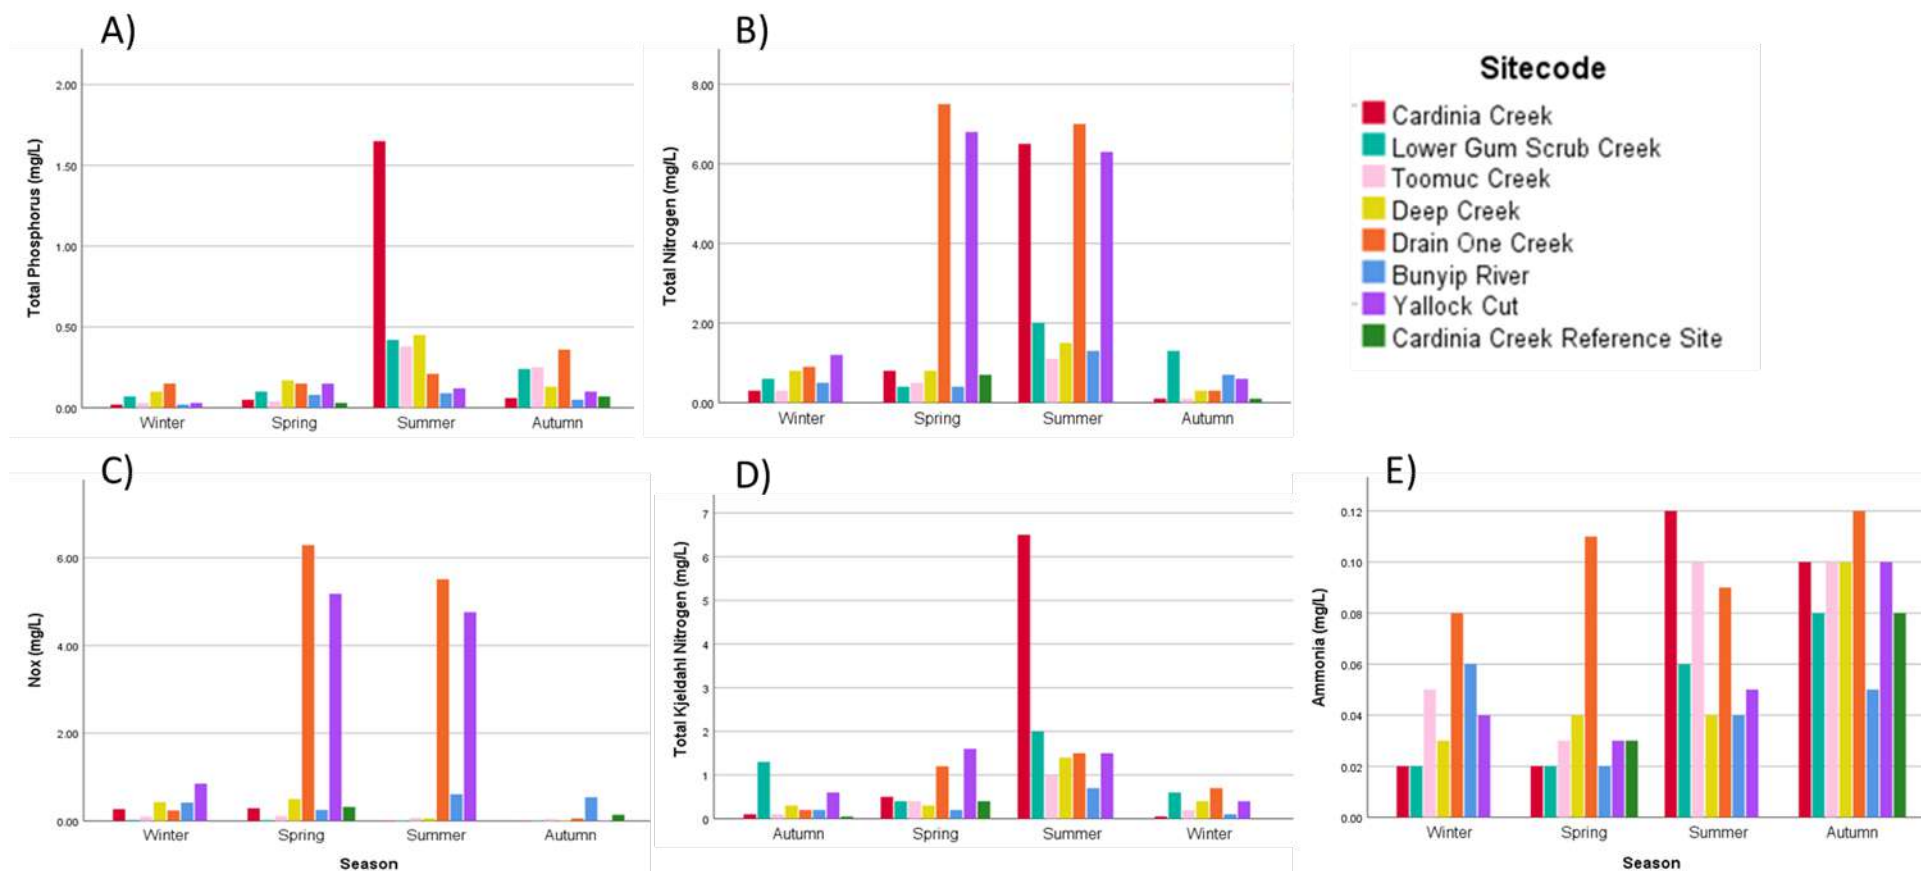 A)
Total Phosphorus (mg/L)
2.00
1.50
1.00
0.50
0.00
Winter Spring Summer Autumn
B)
Total Nitrogen (mg/L)
8.00
6.00
4.00
2.00
0.00
Winter Spring Summer Autumn
Sitecode
Cardinia Creek
Lower Gum Scrub Creek
Toomuc Creek
Deep Creek
Drain One Creek
Bunyip River
Yallock Cut
Cardinia Creek Reference Site
C)
Nox (mg/L)
6.00
4.00
2.00
0.00
Winter Spring Summer Autumn
Season
D)
Total Kjeldahl Nitrogen (mg/L)
7
6
5
4
3
2
1
0
Autumn Spring Summer Winter
E)
Ammonia (mg/L)
0.12
0.10
0.08
0.06
0.04
0.02
0.00
Winter Spring Summer Autumn
Season